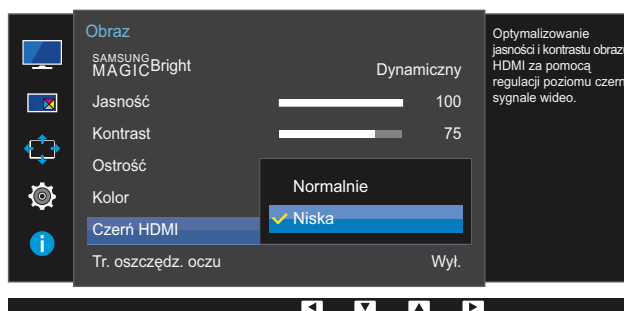 Obraz
SAMSUNG
MAGICBright Dynamiczny
Jasność 100
Kontrast 75
Ostrość
Kolor
Czerń HDMI
Tr. oszczędz. oczu Wył.
Normalnie
Niska
Optymalizowanie
jasności i kontrastu obrazu
HDMI za pomocą
regulacji poziomu czern
sygnale wideo.